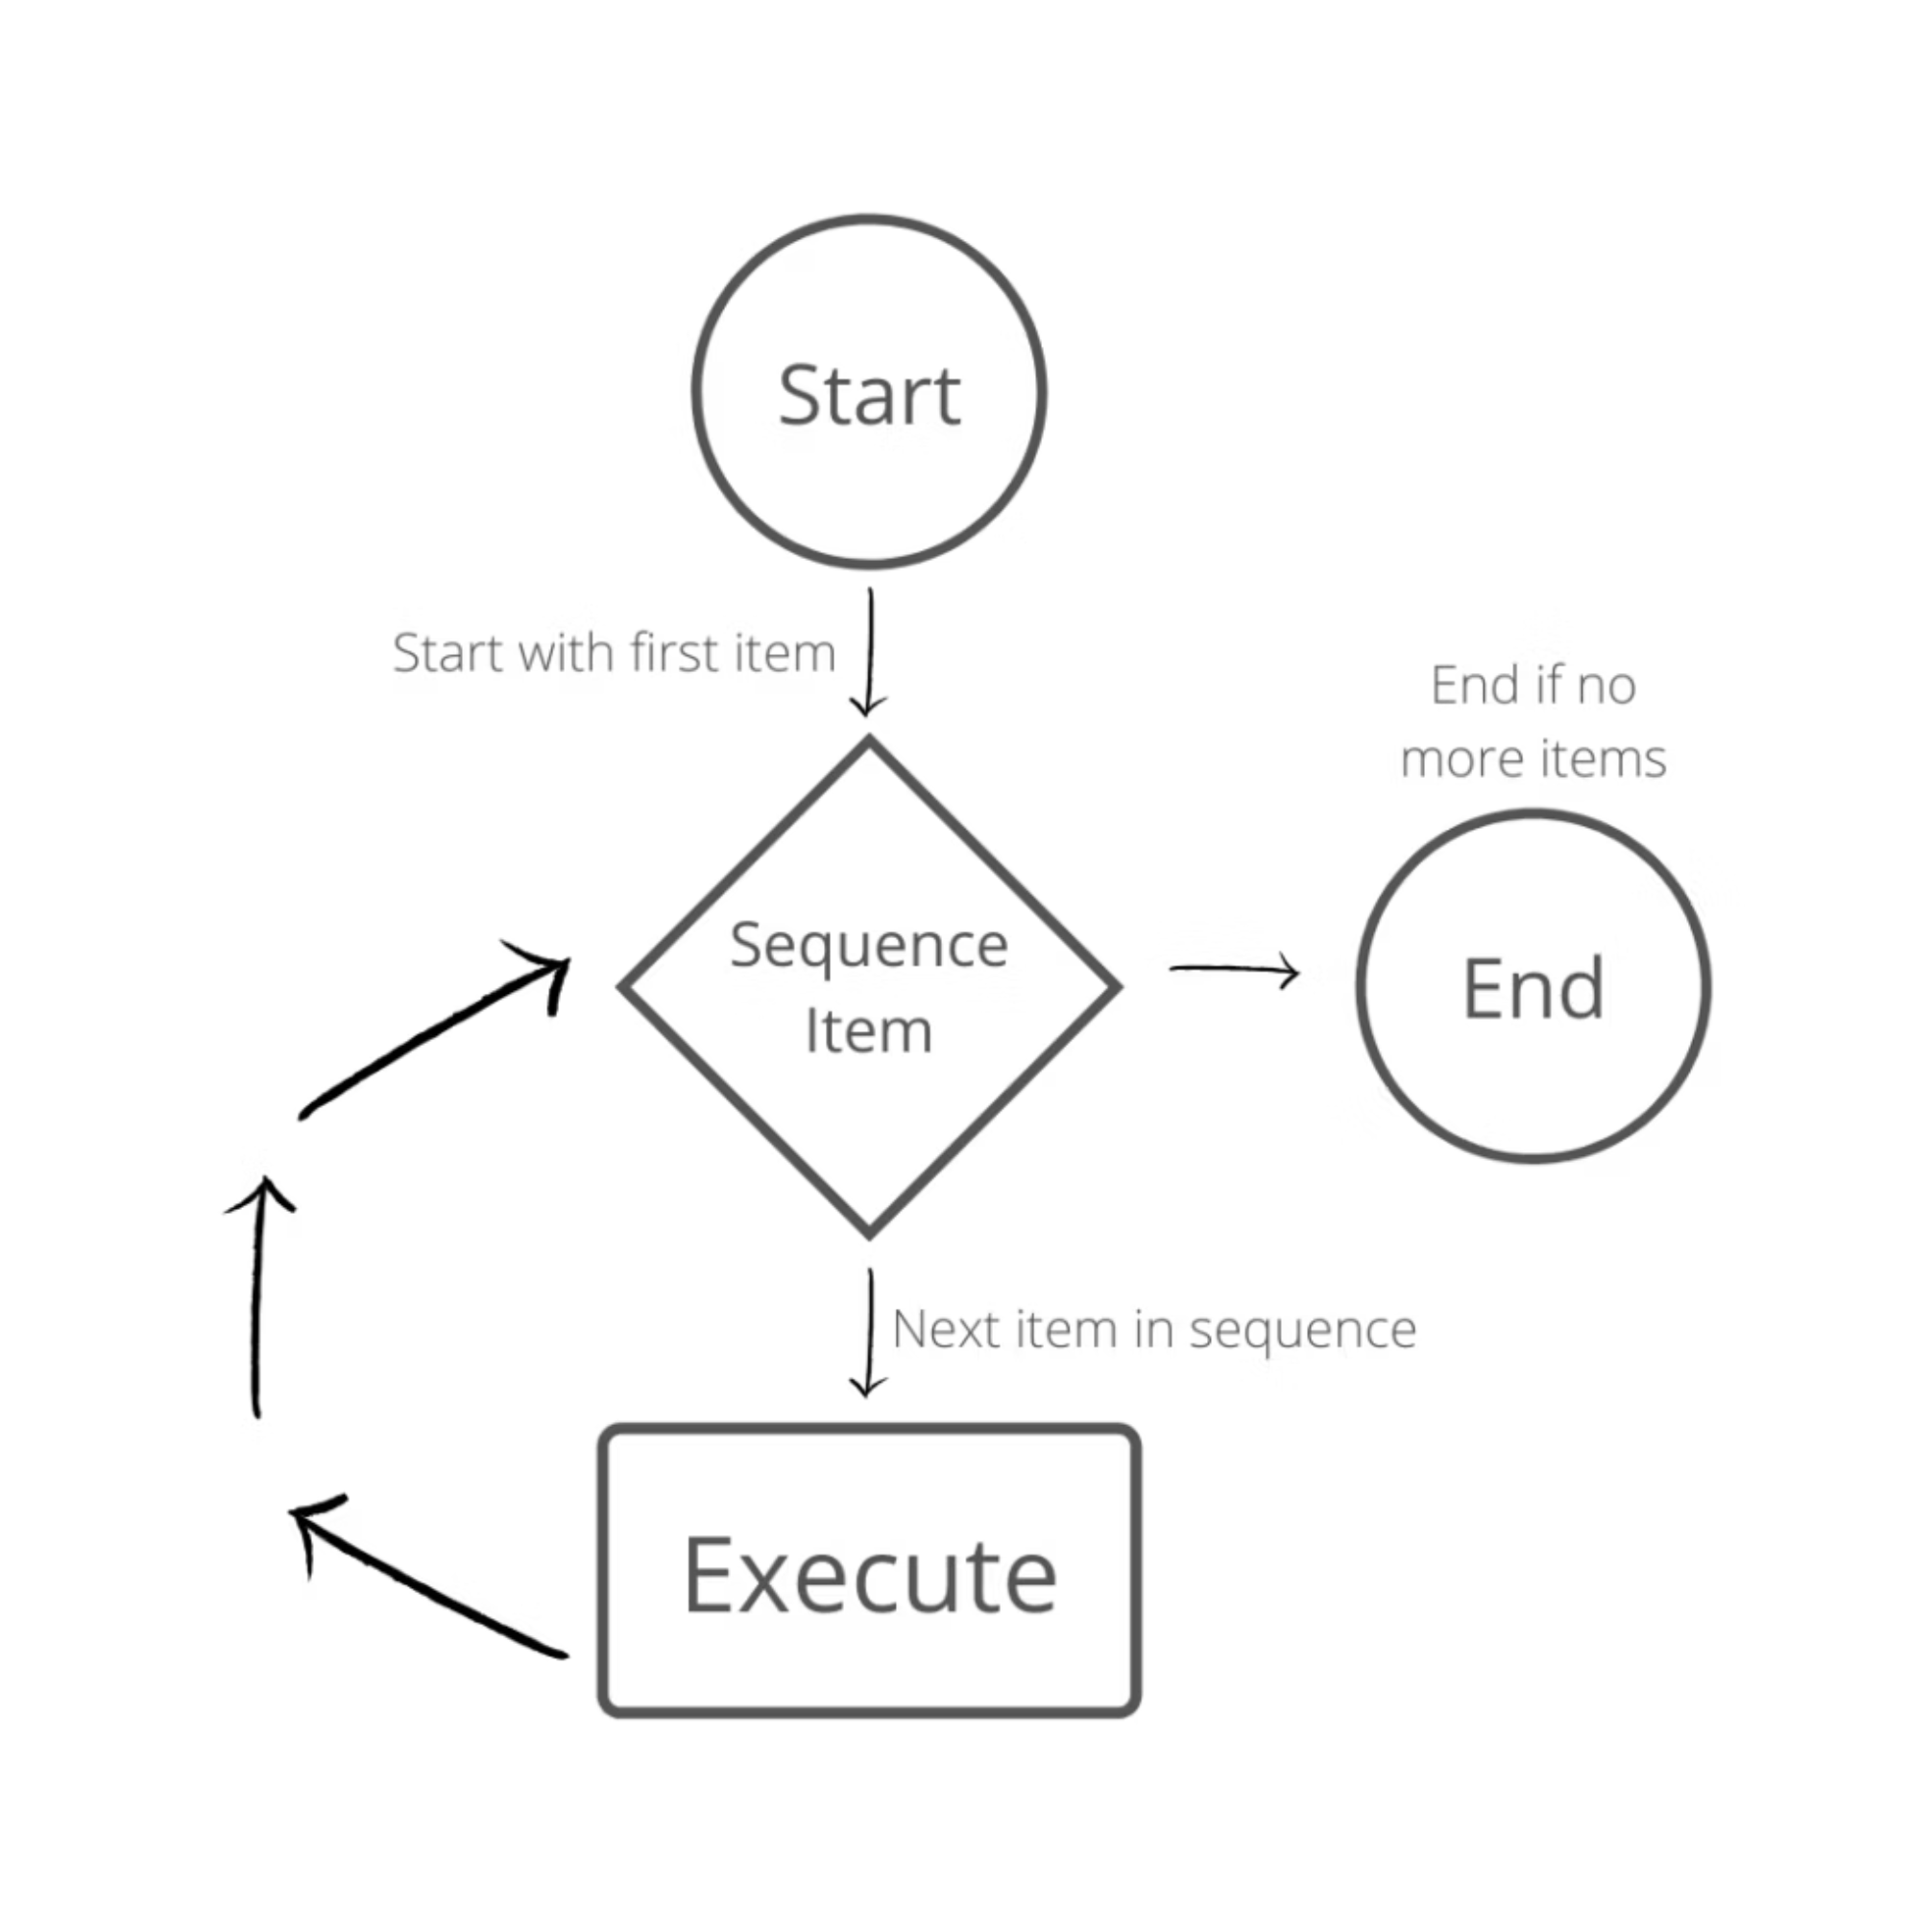 Start
Start with first item
End if no
more items
Sequence
Item
End
Next item in sequence
Execute